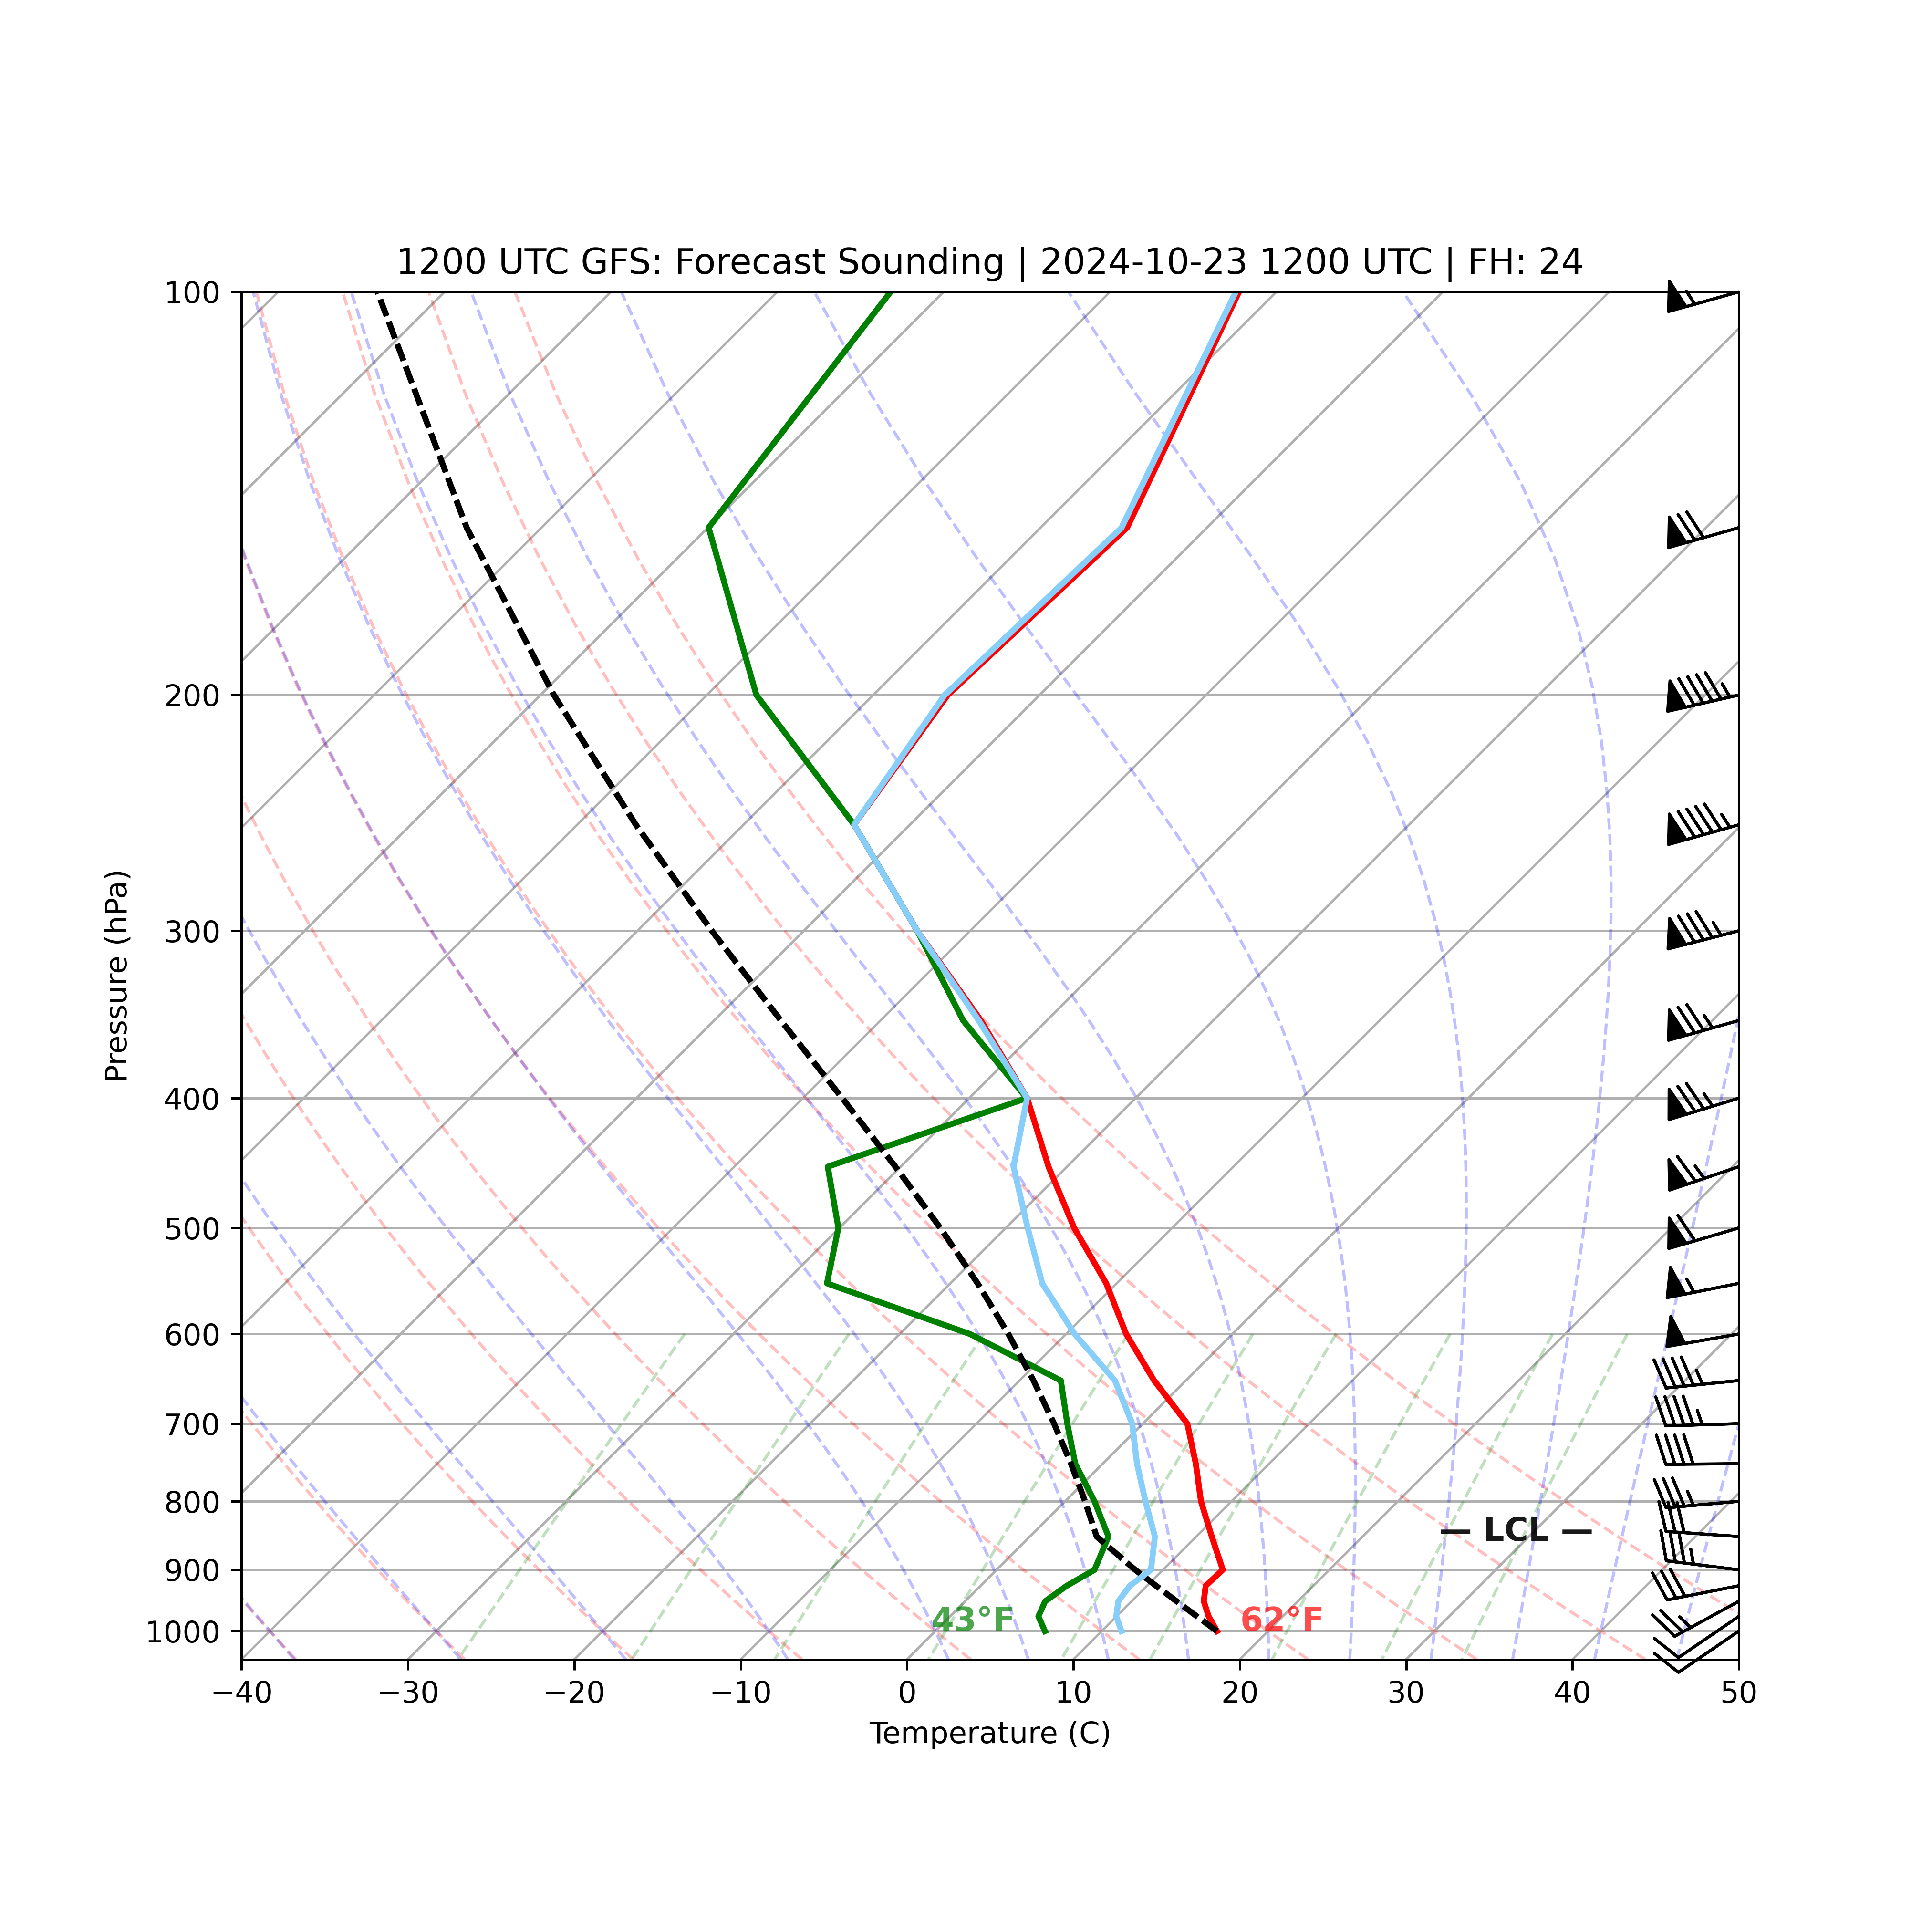 1200 UTC GFS: Forecast Sounding | 2024-10-23 1200 UTC | FH: 24
100
200
300
400
500
600
700
800
900
1000
Pressure (hPa)
— LCL —
43°F
62°F
−40 −30 −20 −10 0 10 20 30 40 50
Temperature (C)